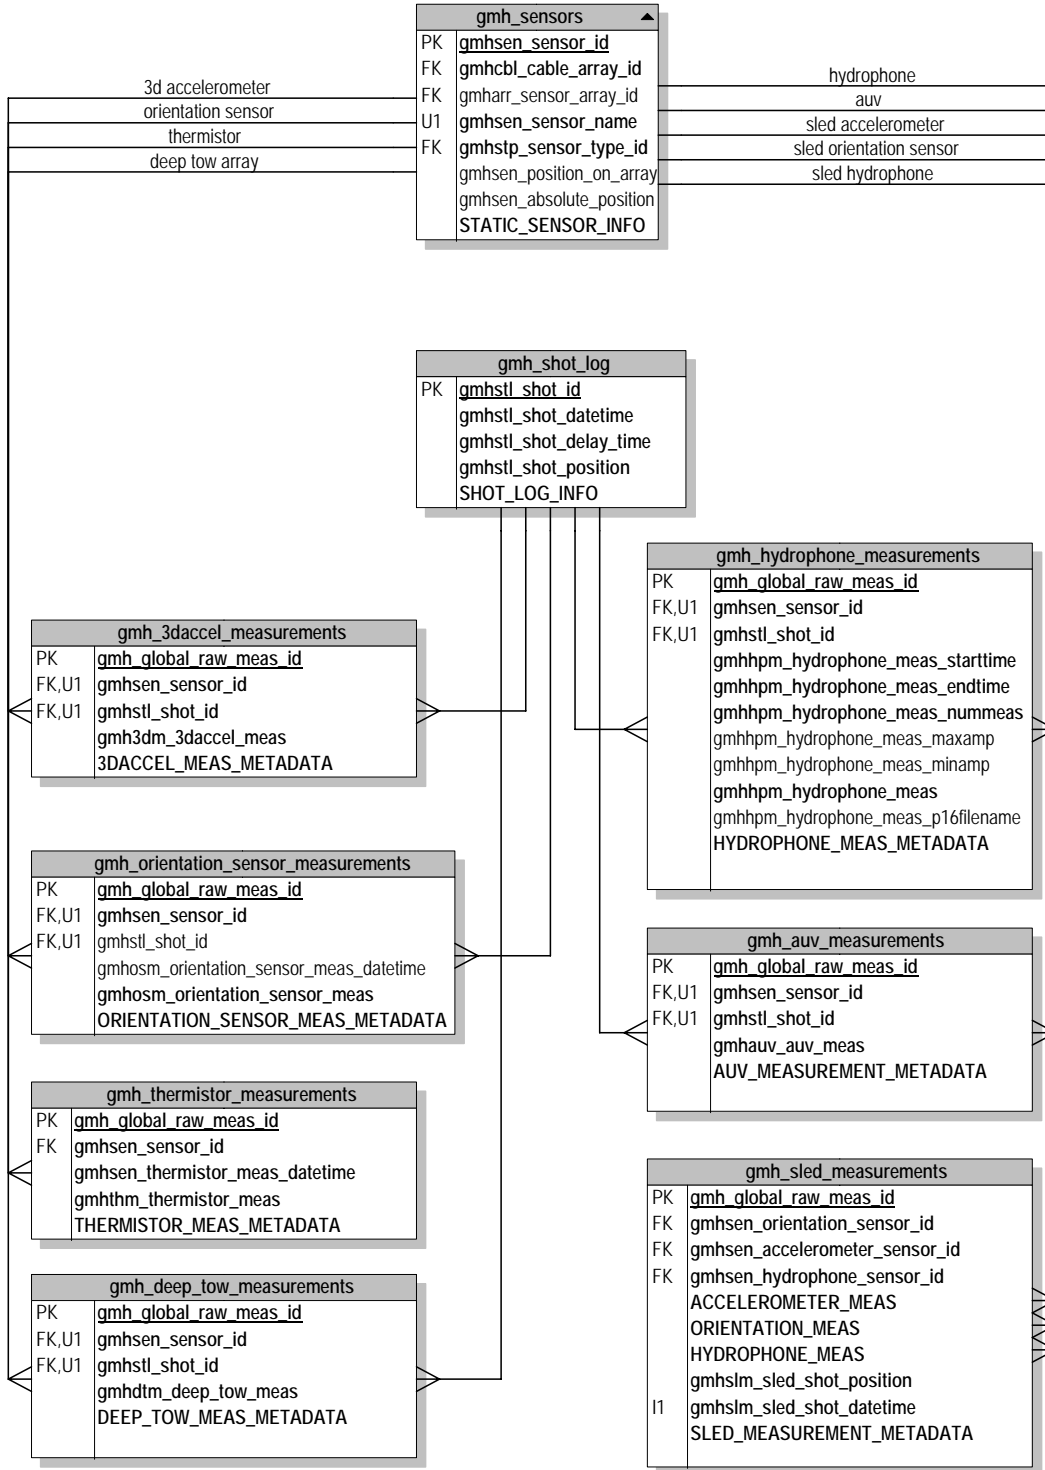 gmh_sensors
PK gmhsen_sensor_id
FK gmhcbl_cable_array_id
FK gmharr_sensor_array_id
U1 gmhsen_sensor_name
FK gmhstp_sensor_type_id
gmhsen_position_on_array
gmhsen_absolute_position
STATIC_SENSOR_INFO
3d accelerometer
orientation sensor
thermistor
deep tow array
hydrophone
auv
sled accelerometer
sled orientation sensor
sled hydrophone
gmh_shot_log
PK gmhstl_shot_id
gmhstl_shot_datetime
gmhstl_shot_delay_time
gmhstl_shot_position
SHOT_LOG_INFO
gmh_3daccel_measurements
PK gmh_global_raw_meas_id
FK,U1 gmhsen_sensor_id
FK,U1 gmhstl_shot_id
gmh3dm_3daccel_meas
3DACCEL_MEAS_METADATA
gmh_orientation_sensor_measurements
PK gmh_global_raw_meas_id
FK,U1 gmhsen_sensor_id
FK,U1 gmhstl_shot_id
gmhosm_orientation_sensor_meas_datetime
gmhosm_orientation_sensor_meas
ORIENTATION_SENSOR_MEAS_METADATA
gmh_thermistor_measurements
PK gmh_global_raw_meas_id
FK gmhsen_sensor_id
gmhsen_thermistor_meas_datetime
gmhthm_thermistor_meas
THERMISTOR_MEAS_METADATA
gmh_deep_tow_measurements
PK gmh_global_raw_meas_id
FK,U1 gmhsen_sensor_id
FK,U1 gmhstl_shot_id
gmhdtm_deep_tow_meas
DEEP_TOW_MEAS_METADATA
gmh_hydrophone_measurements
PK gmh_global_raw_meas_id
FK,U1 gmhsen_sensor_id
FK,U1 gmhstl_shot_id
gmhhpm_hydrophone_meas_starttime
gmhhpm_hydrophone_meas_endtime
gmhhpm_hydrophone_meas_nummeas
gmhhpm_hydrophone_meas_maxamp
gmhhpm_hydrophone_meas_minamp
gmhhpm_hydrophone_meas
gmhhpm_hydrophone_meas_p16filename
HYDROPHONE_MEAS_METADATA
gmh_auv_measurements
PK gmh_global_raw_meas_id
FK,U1 gmhsen_sensor_id
FK,U1 gmhstl_shot_id
gmhauv_auv_meas
AUV_MEASUREMENT_METADATA
gmh_sled_measurements
PK gmh_global_raw_meas_id
FK gmhsen_orientation_sensor_id
FK gmhsen_accelerometer_sensor_id
FK gmhsen_hydrophone_sensor_id
ACCELEROMETER_MEAS
ORIENTATION_MEAS
HYDROPHONE_MEAS
gmhslm_sled_shot_position
I1 gmhslm_sled_shot_datetime
SLED_MEASUREMENT_METADATA